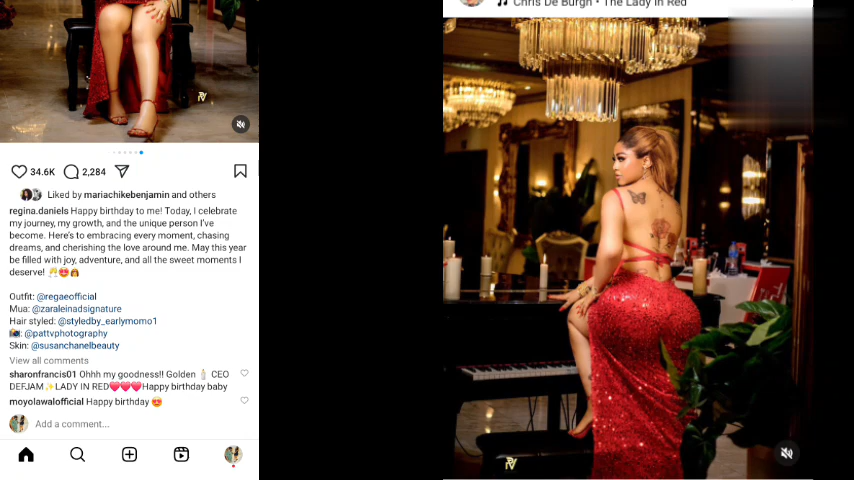 34.6K 2,284
Liked by mariachikebenjamin and others
regina.daniels Happy birthday to me! Today, I celebrate
my journey, my growth, and the unique person I've
become. Here's to embracing every moment, chasing
dreams, and cherishing the love around me. May this year
be filled with joy, adventure, and all the sweet moments I
deserve! 🥂😍👸
Outfit: @regaeofficial
Mua: @zaraleinadsignature
Hair styled: @styledby_earlymomo1
📸: @pattvphotography
Skin: @susanchanelbeauty
View all comments
sharonfrancis01 Ohhh my goodness!! Golden 🕯️ CEO
DEFJAM✨LADY IN RED❤️❤️❤️Happy birthday baby
moyolawalofficial Happy birthday 😍
Add a comment...
Chris De Burgh • The Lady In Red